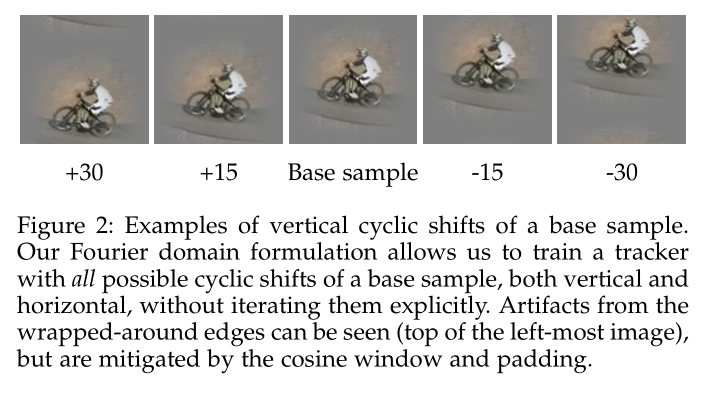 +30 +15 Base sample -15 -30
Figure 2: Examples of vertical cyclic shifts of a base sample.
Our Fourier domain formulation allows us to train a tracker
with all possible cyclic shifts of a base sample, both vertical and
horizontal, without iterating them explicitly. Artifacts from the
wrapped-around edges can be seen (top of the left-most image),
but are mitigated by the cosine window and padding.